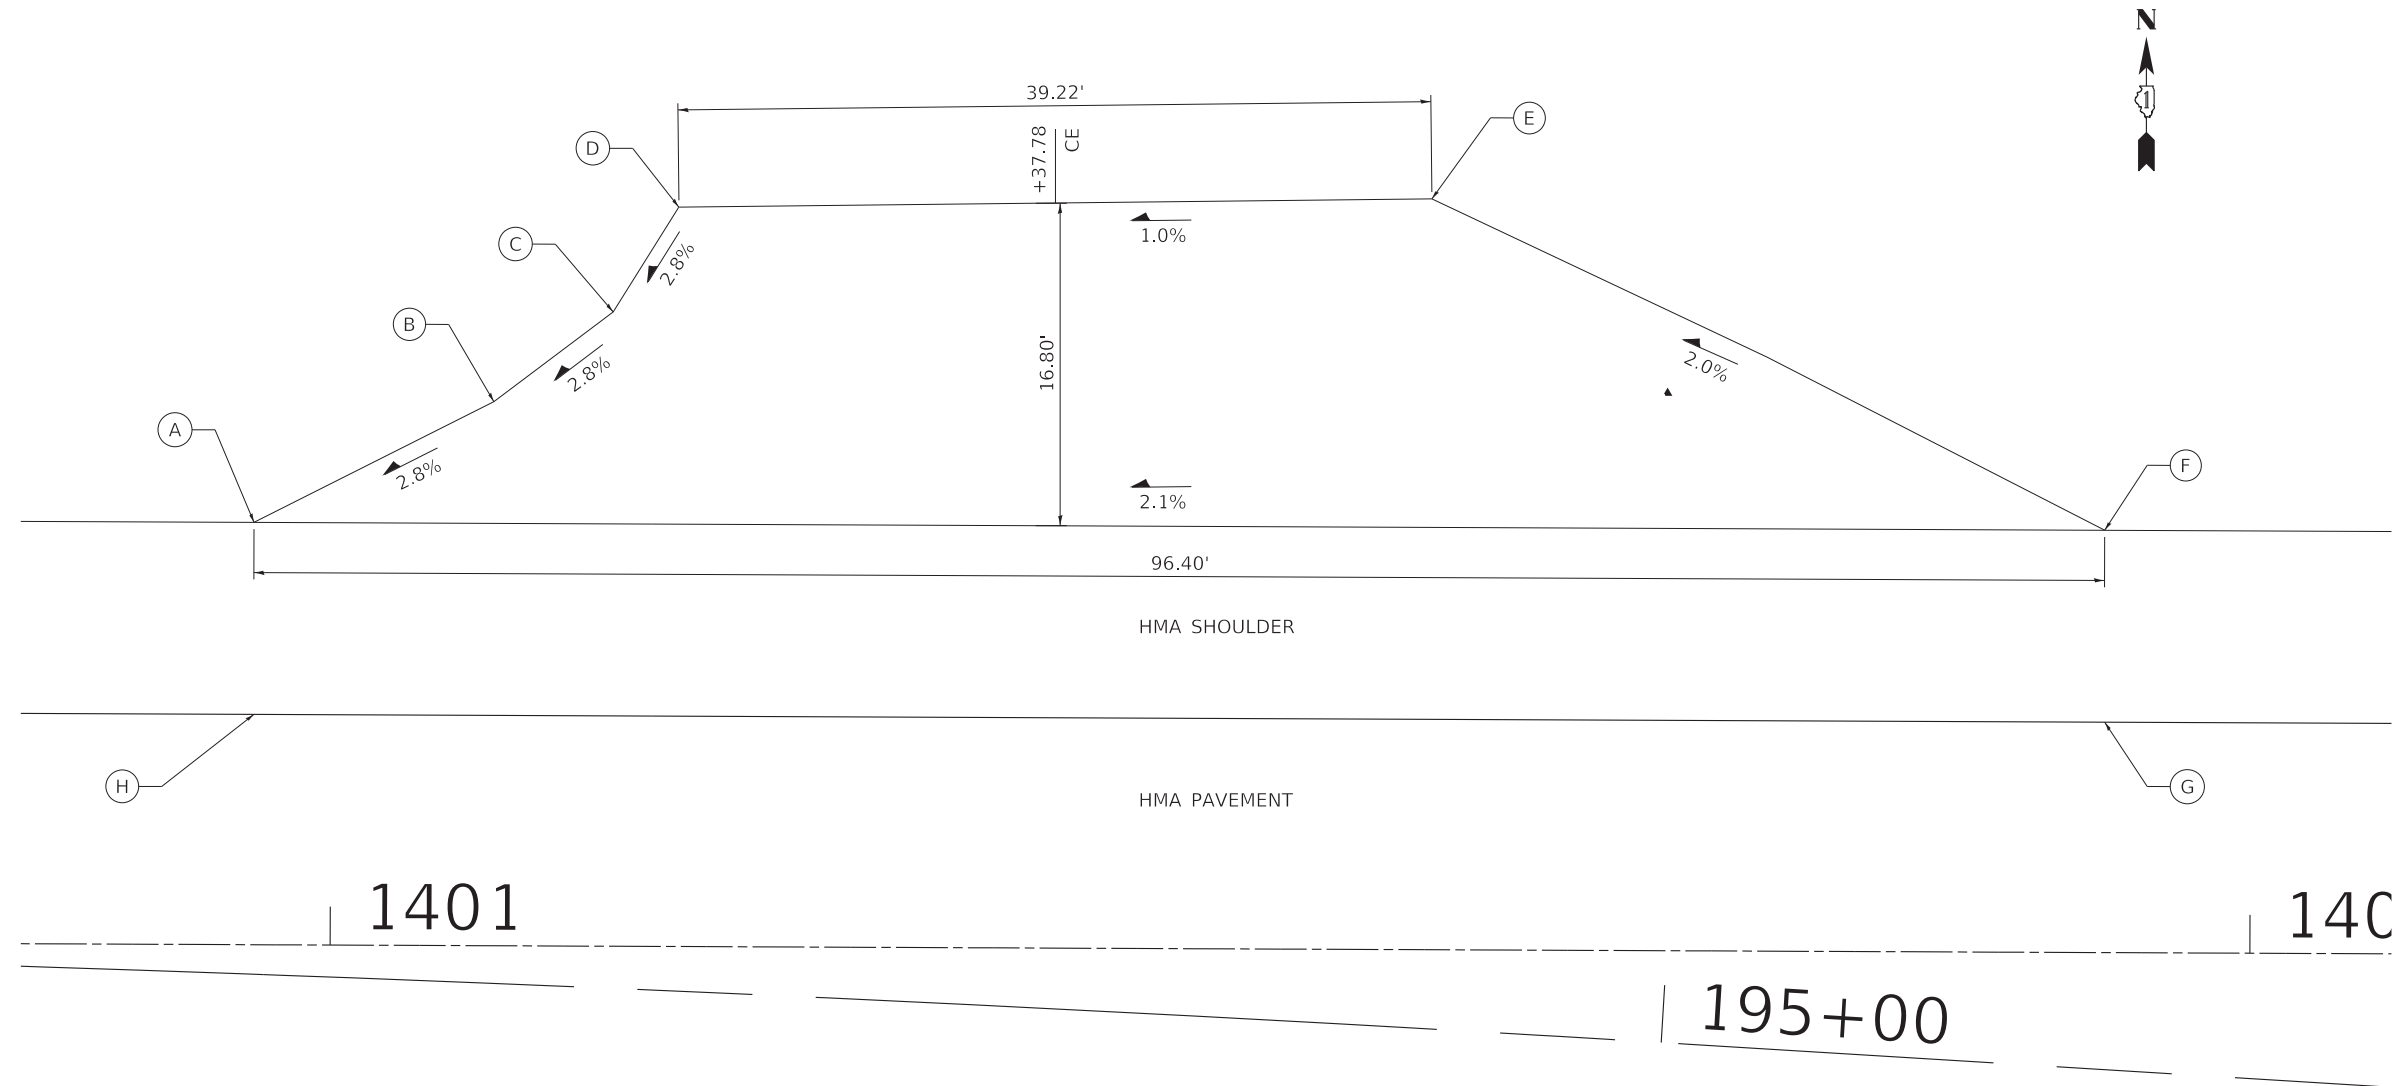 N
1
39.22'
+37.78
CE
D
E
1.0%
C
2.8%
B
2.8%
16.80'
2.0%
A
2.8%
F
2.1%
96.40'
HMA SHOULDER
H
G
HMA PAVEMENT
1401
140
195+00